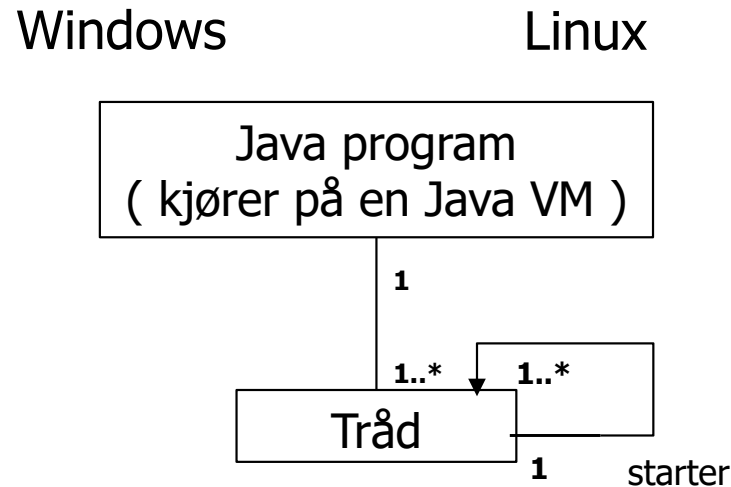 Windows Linux
Java program
( kjører på en Java VM )
1
1..* 1..*
Tråd
1 starter